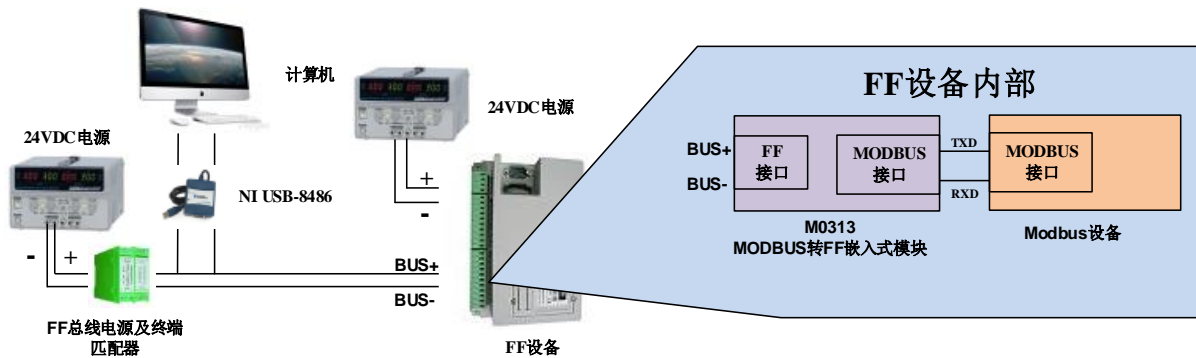 计算机
24VDC电源
24VDC电源
NI USB-8486
+
-
-
+
BUS+
BUS-
FF总线电源及终端
匹配器
FF设备
FF设备内部
BUS+
BUS-
FF
接口
MODBUS
接口
TXD
RXD
MODBUS
接口
M0313
MODBUS转FF嵌入式模块
Modbus设备